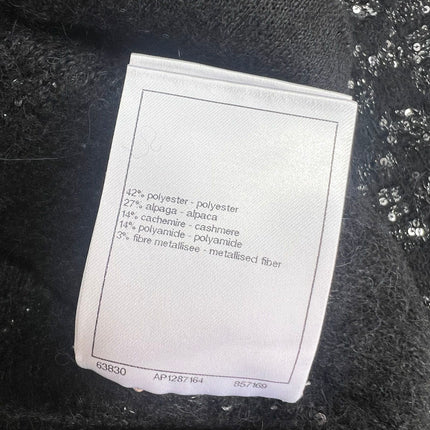 42% polyester - polyester
27% alpaga - alpaca
14% cachemire - cashmere
14% polyamide - polyamide
3% fibre metallisee - metallised fiber
63830 AP1287164 857169